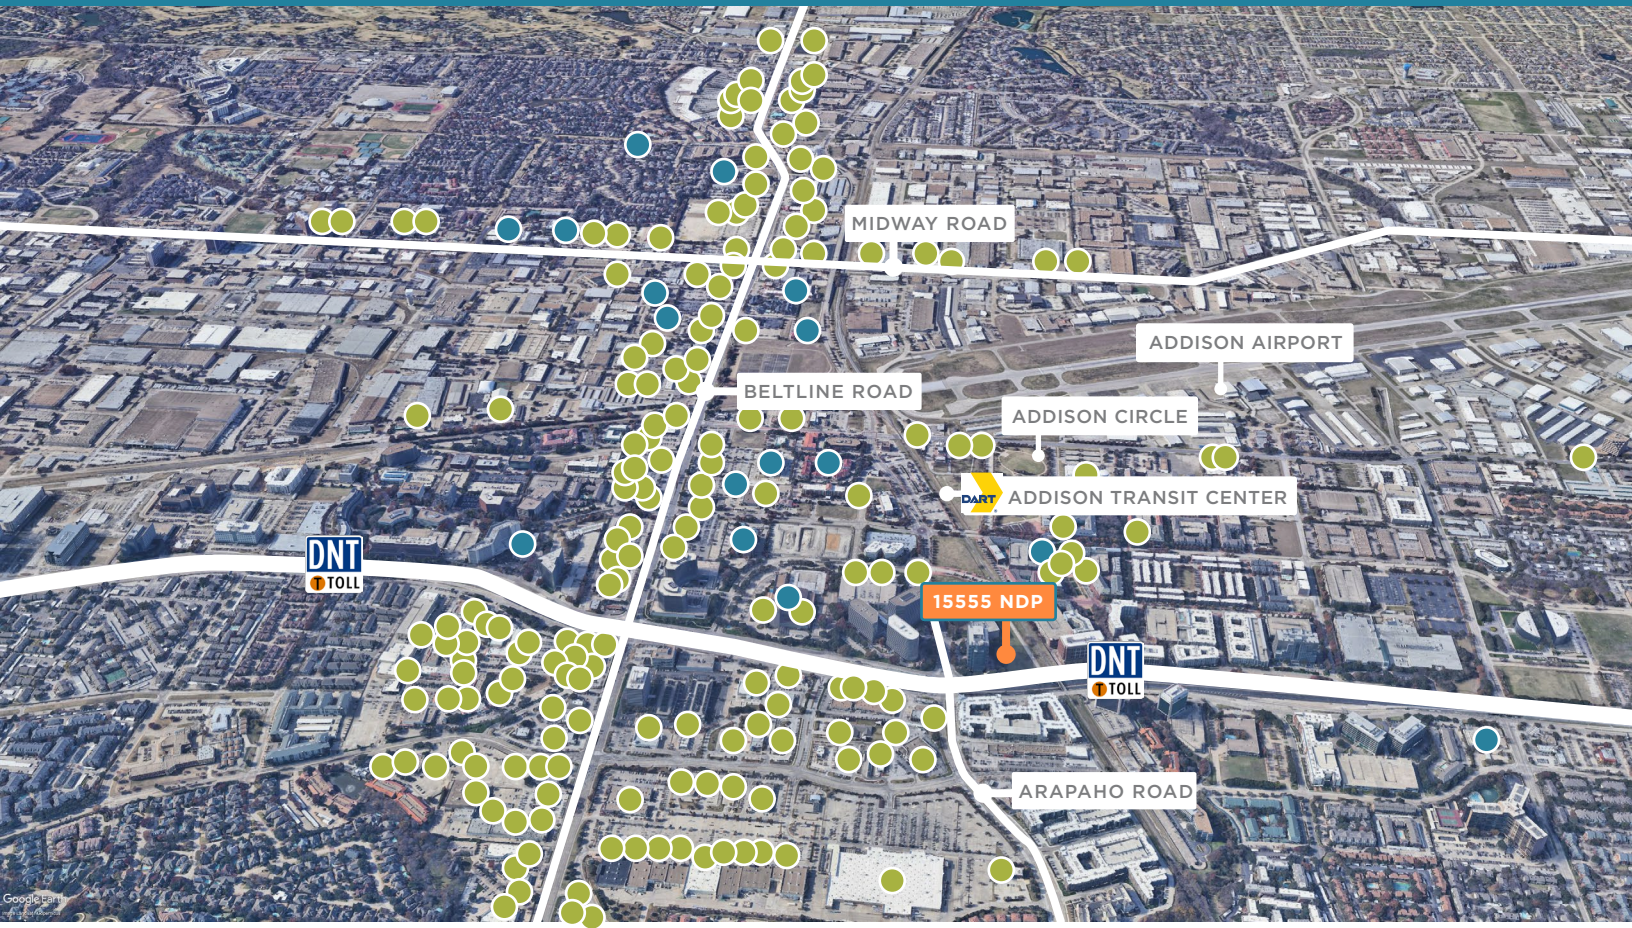 MIDWAY ROAD
ADDISON AIRPORT
BELTLINE ROAD
ADDISON CIRCLE
DART
ADDISON TRANSIT CENTER
DNT
TOLL
15555 NDP
DNT
TOLL
ARAPAHO ROAD
Google Earth